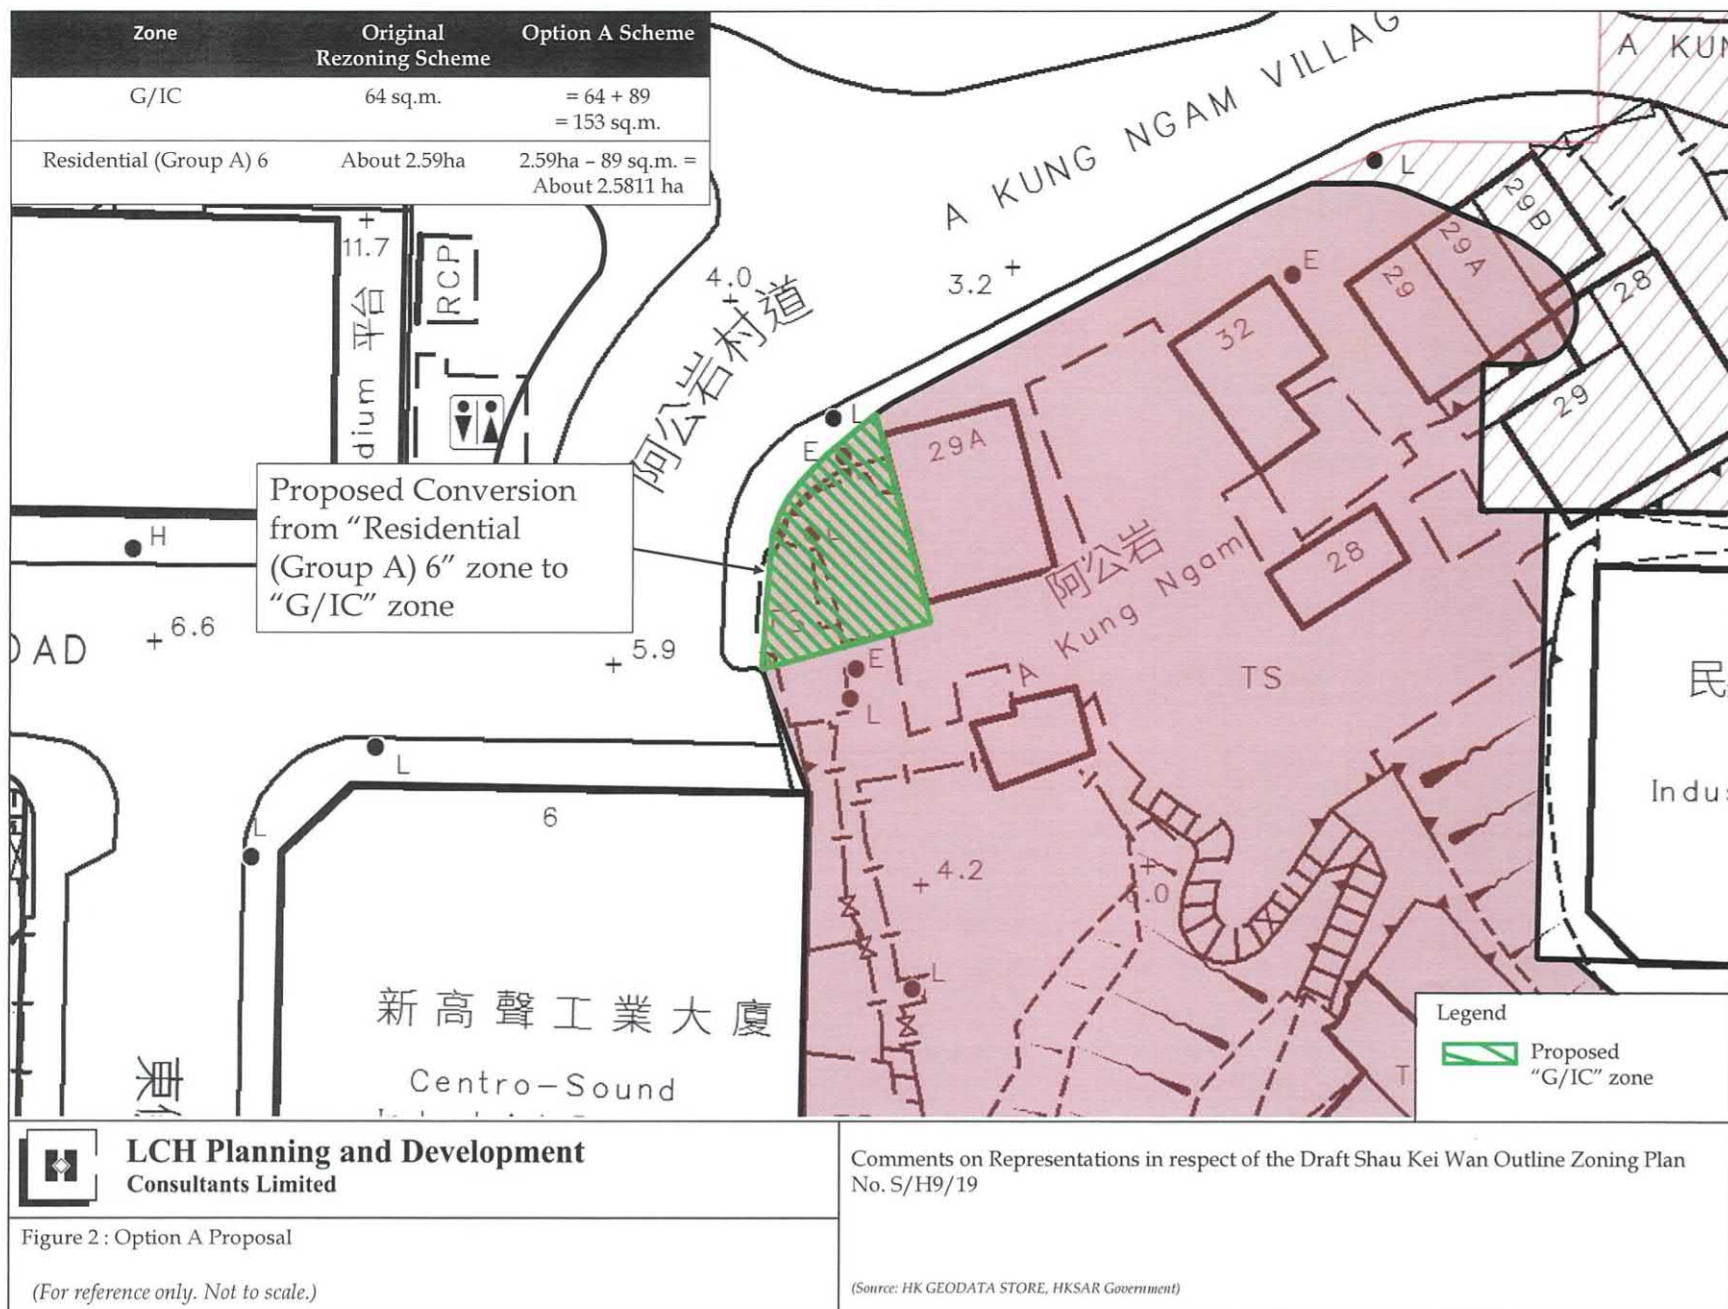 Zone Original Rezoning Scheme Option A Scheme
G/IC 64 sq.m. = 64 + 89
= 153 sq.m.
Residential (Group A) 6 About 2.59ha 2.59ha – 89 sq.m. =
About 2.5811 ha
A KUNG NGAM VILLAG
A KUN
11.7
RCP
平台
dium
4.0
3.2
阿公岩村道
L
E
29B
29A
29
28
32
29
L
E
29A
Proposed Conversion
from “Residential
(Group A) 6” zone to
“G/IC” zone
H
阿公岩
A Kung Ngam
28
OAD
6.6
5.9
TS
E
L
TS
民
L
6
L
4.2
Indus
L
新高聲工業大廈
Centro-Sound
東
T
Legend
Proposed
“G/IC” zone
LCH Planning and Development
Consultants Limited
Comments on Representations in respect of the Draft Shau Kei Wan Outline Zoning Plan
No. S/H9/19
Figure 2 : Option A Proposal
(For reference only. Not to scale.)
(Source: HK GEODATA STORE, HKSAR Government)